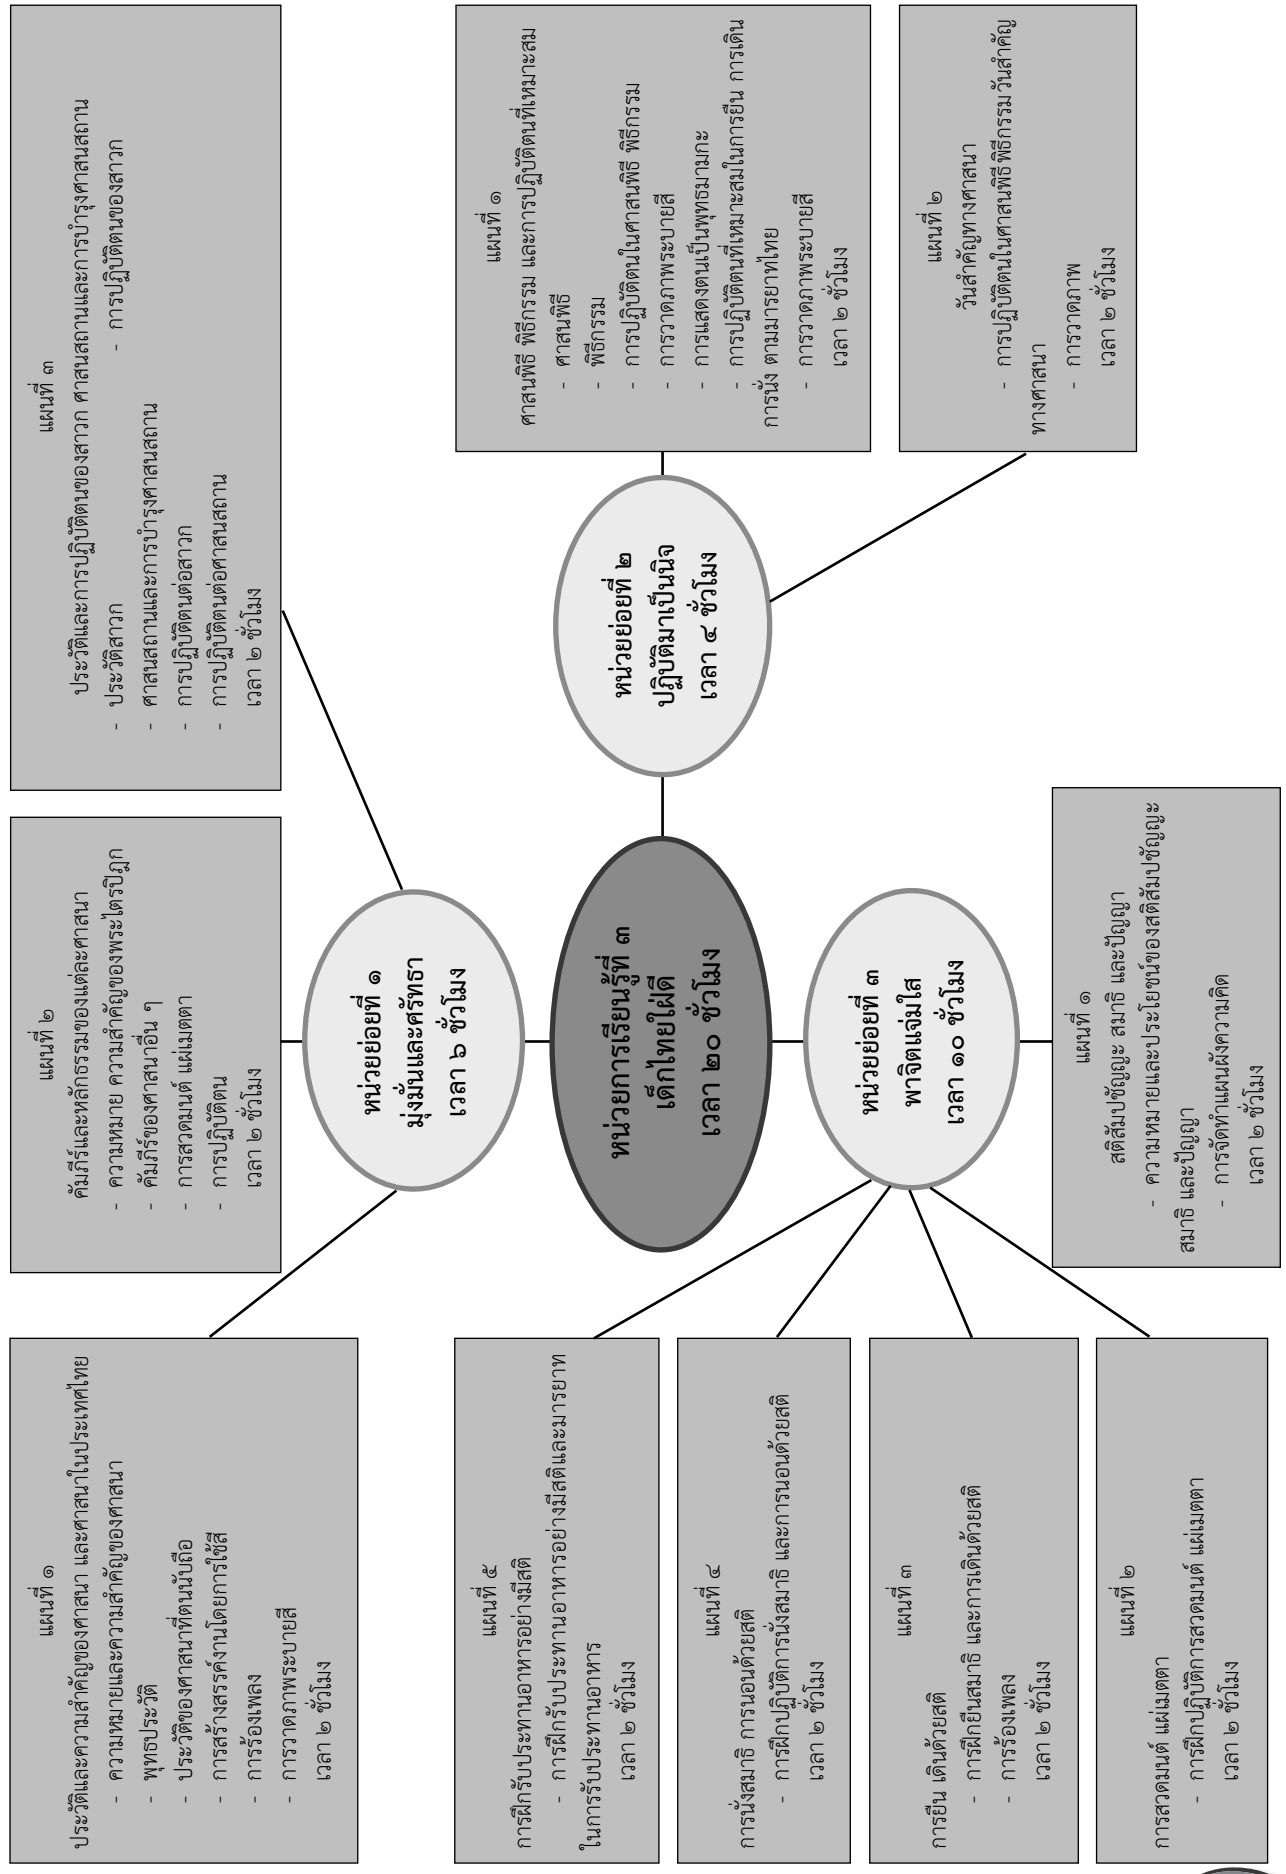 แผนที่ ๑
ประวัติและความสำคัญของศาสนา และศาสนาในประเทศไทย
- ความหมายและความสำคัญของศาสนา
- พุทธประวัติ
- ประวัติของศาสนาที่ตนนับถือ
- การสร้างสรรค์งานโดยการใช้สี
- การร้องเพลง
- การวาดภาพระบายสี
เวลา ๒ ชั่วโมง
แผนที่ ๒
คัมภีร์และหลักธรรมของแต่ละศาสนา
- ความหมาย ความสำคัญของพระไตรปิฎก
- คัมภีร์ของศาสนาอื่น ๆ
- การสวดมนต์ แผ่เมตตา
- การปฏิบัติตน
เวลา ๒ ชั่วโมง
แผนที่ ๓
ประวัติและการปฏิบัติตนของสาวก ศาสนสถานและการบำรุงศาสนสถาน
- ประวัติสาวก - การปฏิบัติตนของสาวก
- ศาสนสถานและการบำรุงศาสนสถาน
- การปฏิบัติตนต่อสาวก
- การปฏิบัติตนต่อศาสนสถาน
เวลา ๒ ชั่วโมง
หน่วยย่อยที่ ๑
มุ่งมั่นและศรัทธา
เวลา ๖ ชั่วโมง
หน่วยการเรียนรู้ที่ ๓
เด็กไทยใฝ่ดี
เวลา ๒๐ ชั่วโมง
หน่วยย่อยที่ ๒
ปฏิบัติมาเป็นนิจ
เวลา ๔ ชั่วโมง
แผนที่ ๑
ศาสนพิธี พิธีกรรม และการปฏิบัติตนที่เหมาะสม
- ศาสนพิธี
- พิธีกรรม
- การปฏิบัติตนในศาสนพิธี พิธีกรรม
- การวาดภาพระบายสี
- การแสดงตนเป็นพุทธมามกะ
- การปฏิบัติตนที่เหมาะสมในการยืน การเดิน
การนั่ง ตามมารยาทไทย
- การวาดภาพระบายสี
เวลา ๒ ชั่วโมง
แผนที่ ๒
วันสำคัญทางศาสนา
- การปฏิบัติตนในศาสนพิธี พิธีกรรม วันสำคัญ
ทางศาสนา
- การวาดภาพ
เวลา ๒ ชั่วโมง
หน่วยย่อยที่ ๓
พาจิตแจ่มใส
เวลา ๑๐ ชั่วโมง
แผนที่ ๕
การฝึกรับประทานอาหารอย่างมีสติ
- การฝึกรับประทานอาหารอย่างมีสติและมารยาท
ในการรับประทานอาหาร
เวลา ๒ ชั่วโมง
แผนที่ ๔
การนั่งสมาธิ การนอนด้วยสติ
- การฝึกปฏิบัติการนั่งสมาธิ และการนอนด้วยสติ
เวลา ๒ ชั่วโมง
แผนที่ ๓
การยืน เดินด้วยสติ
- การฝึกยืนสมาธิ และการเดินด้วยสติ
- การร้องเพลง
เวลา ๒ ชั่วโมง
แผนที่ ๒
การสวดมนต์ แผ่เมตตา
- การฝึกปฏิบัติการสวดมนต์ แผ่เมตตา
เวลา ๒ ชั่วโมง
แผนที่ ๑
สติสัมปชัญญะ สมาธิ และปัญญา
- ความหมายและประโยชน์ของสติสัมปชัญญะ
สมาธิ และปัญญา
- การจัดทำแผนผังความคิด
เวลา ๒ ชั่วโมง